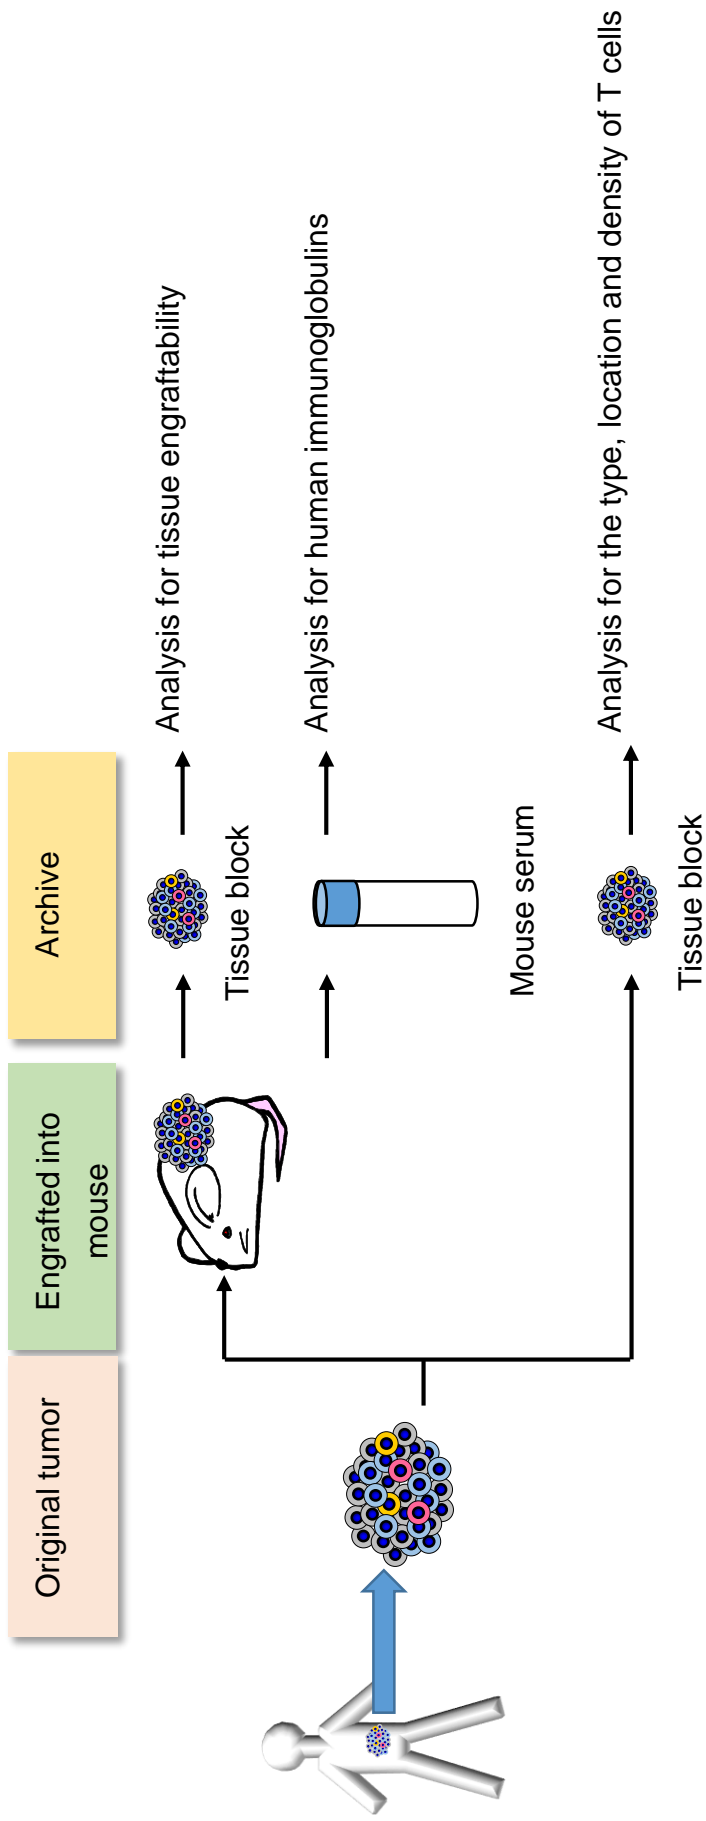 Original tumor
Engrafted into
mouse
Archive
Tissue block
Analysis for tissue engraftability
Mouse serum
Analysis for human immunoglobulins
Tissue block
Analysis for the type, location and density of T cells